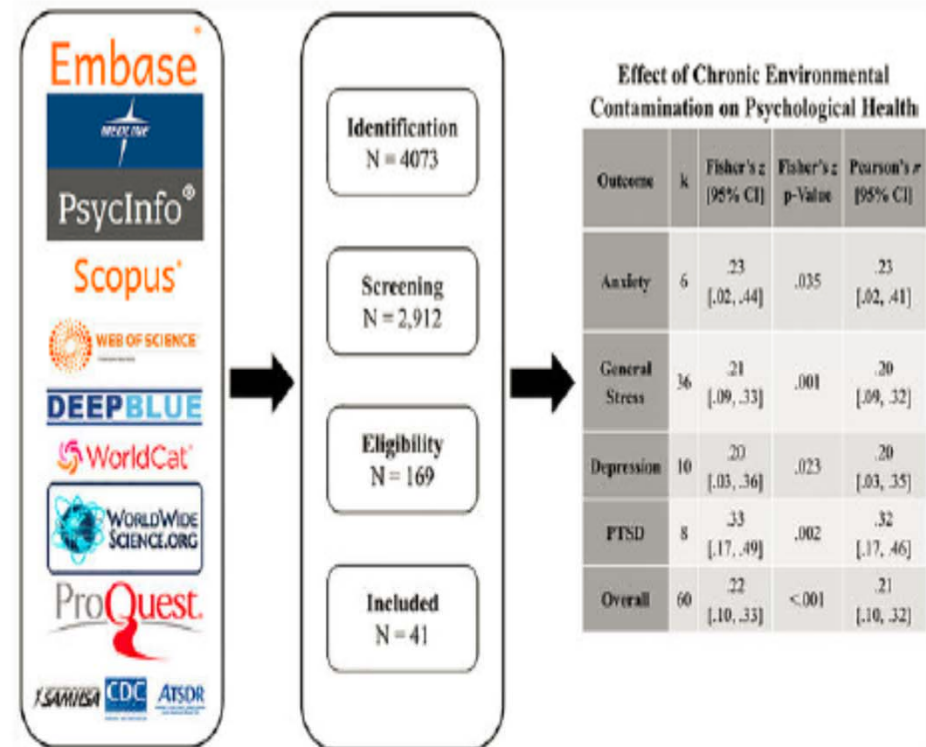 Embase
MEDLINE
PsycInfo®
Scopus
WEB OF SCIENCE
DEEPBLUE
WorldCat
WORLDWIDE
SCIENCE.ORG
ProQuest
SAMHSA CDC ATSDR
Identification
N = 4073
Screening
N = 2,912
Eligibility
N = 169
Included
N = 41
Effect of Chronic Environmental
Contamination on Psychological Health
Outcome k Fisher's z [95% CI] Fisher's z p-Value Pearson's r [95% CI]
Anxiety 6 .23 [.02, .44] .035 .23 [.02, .41]
General Stress 36 .21 [.09, .33] .001 .20 [.09, .32]
Depression 10 .20 [.03, .36] .023 .20 [.03, .35]
PTSD 8 .33 [.17, .49] .002 .32 [.17, .46]
Overall 60 .22 [.10, .33] <.001 .21 [.10, .32]